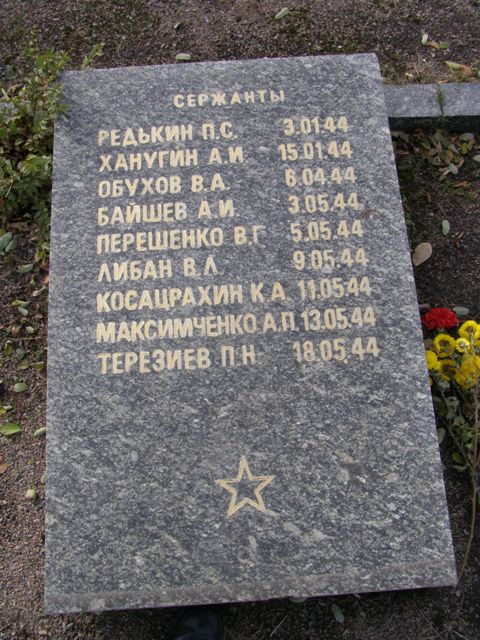 СЕРЖАНТЫ
РЕДЬКИН П.С. 3.01.44
ХАНУГИН А.И. 15.01.44
ОБУХОВ В.А. 6.04.44
БАЙШЕВ А.И. 3.05.44
ПЕРЕШЕНКО В.Г. 5.05.44
ЛИБАН В.Л. 9.05.44
КОСАЦРАХИН К.А. 11.05.44
МАКСИМЧЕНКО А.П. 13.05.44
ТЕРЕЗИЕВ П.Н 18.05.44